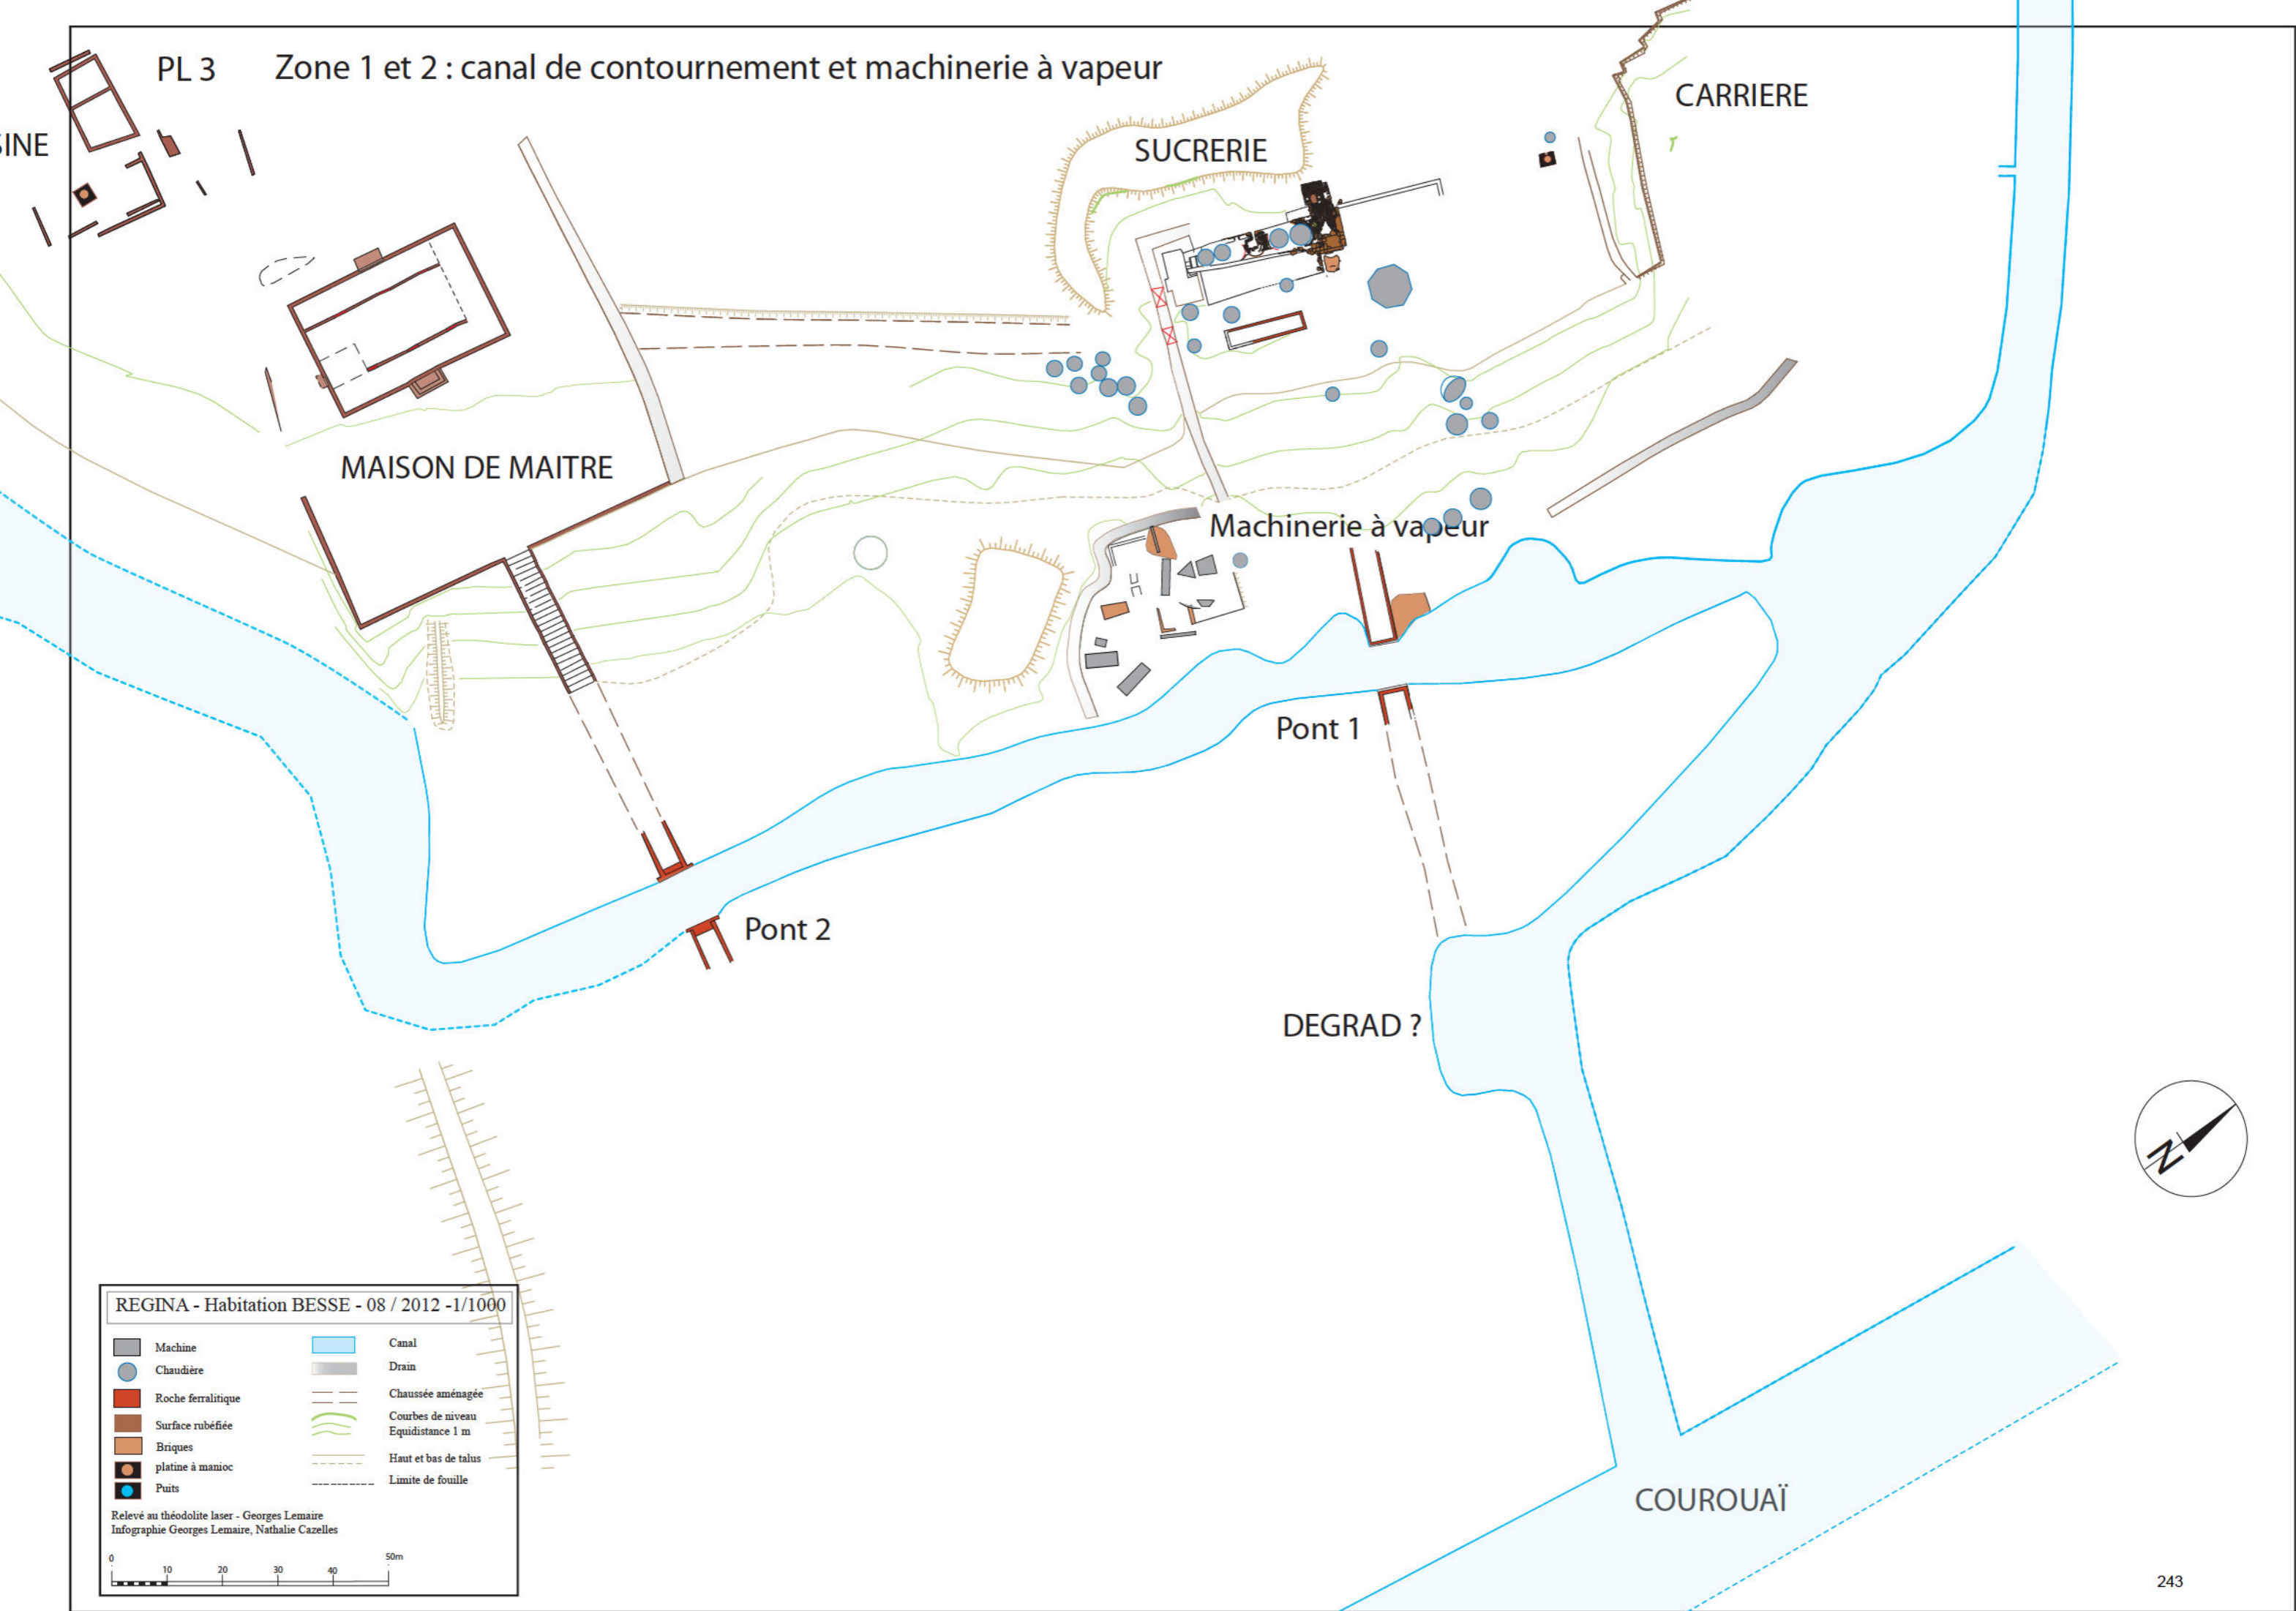 PL 3 Zone 1 et 2 : canal de contournement et machinerie à vapeur
CARRIERE
SINE
SUCRERIE
MAISON DE MAITRE
Machinerie à vapeur
Pont 1
Pont 2
DEGRAD ?
N
COUROUAÏ
REGINA - Habitation BESSE - 08 / 2012 -1/1000
Machine
Chaudière
Roche ferralitique
Surface rubéfiée
Briques
platine à manioc
Puits
Canal
Drain
Chaussée aménagée
Courbes de niveau
Equidistance 1 m
Haut et bas de talus
Limite de fouille
Relevé au théodolite laser - Georges Lemaire
Infographie Georges Lemaire, Nathalie Cazelles
0 10 20 30 40 50m
243